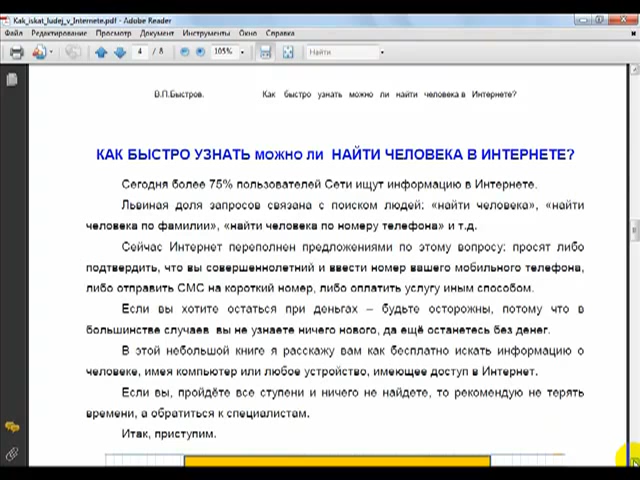 Kak_iskat_ludej_v_Internete.pdf - Adobe Reader
Файл Редактирование Просмотр Документ Инструменты Окно Справка
4 / 8 105% Найти
В.П.Быстров. Как быстро узнать можно ли найти человека в Интернете?
КАК БЫСТРО УЗНАТЬ можно ли НАЙТИ ЧЕЛОВЕКА В ИНТЕРНЕТЕ?
Сегодня более 75% пользователей Сети ищут информацию в Интернете.
Львиная доля запросов связана с поиском людей: «найти человека», «найти
человека по фамилии», «найти человека по номеру телефона» и т.д.
Сейчас Интернет переполнен предложениями по этому вопросу: просят либо
подтвердить, что вы совершеннолетний и ввести номер вашего мобильного телефона,
либо отправить СМС на короткий номер, либо оплатить услугу иным способом.
Если вы хотите остаться при деньгах – будьте осторожны, потому что в
большинстве случаев вы не узнаете ничего нового, да ещё останетесь без денег.
В этой небольшой книге я расскажу вам как бесплатно искать информацию о
человеке, имея компьютер или любое устройство, имеющее доступ в Интернет.
Если вы, пройдёте все ступени и ничего не найдете, то рекомендую не терять
времени, а обратиться к специалистам.
Итак, приступим.